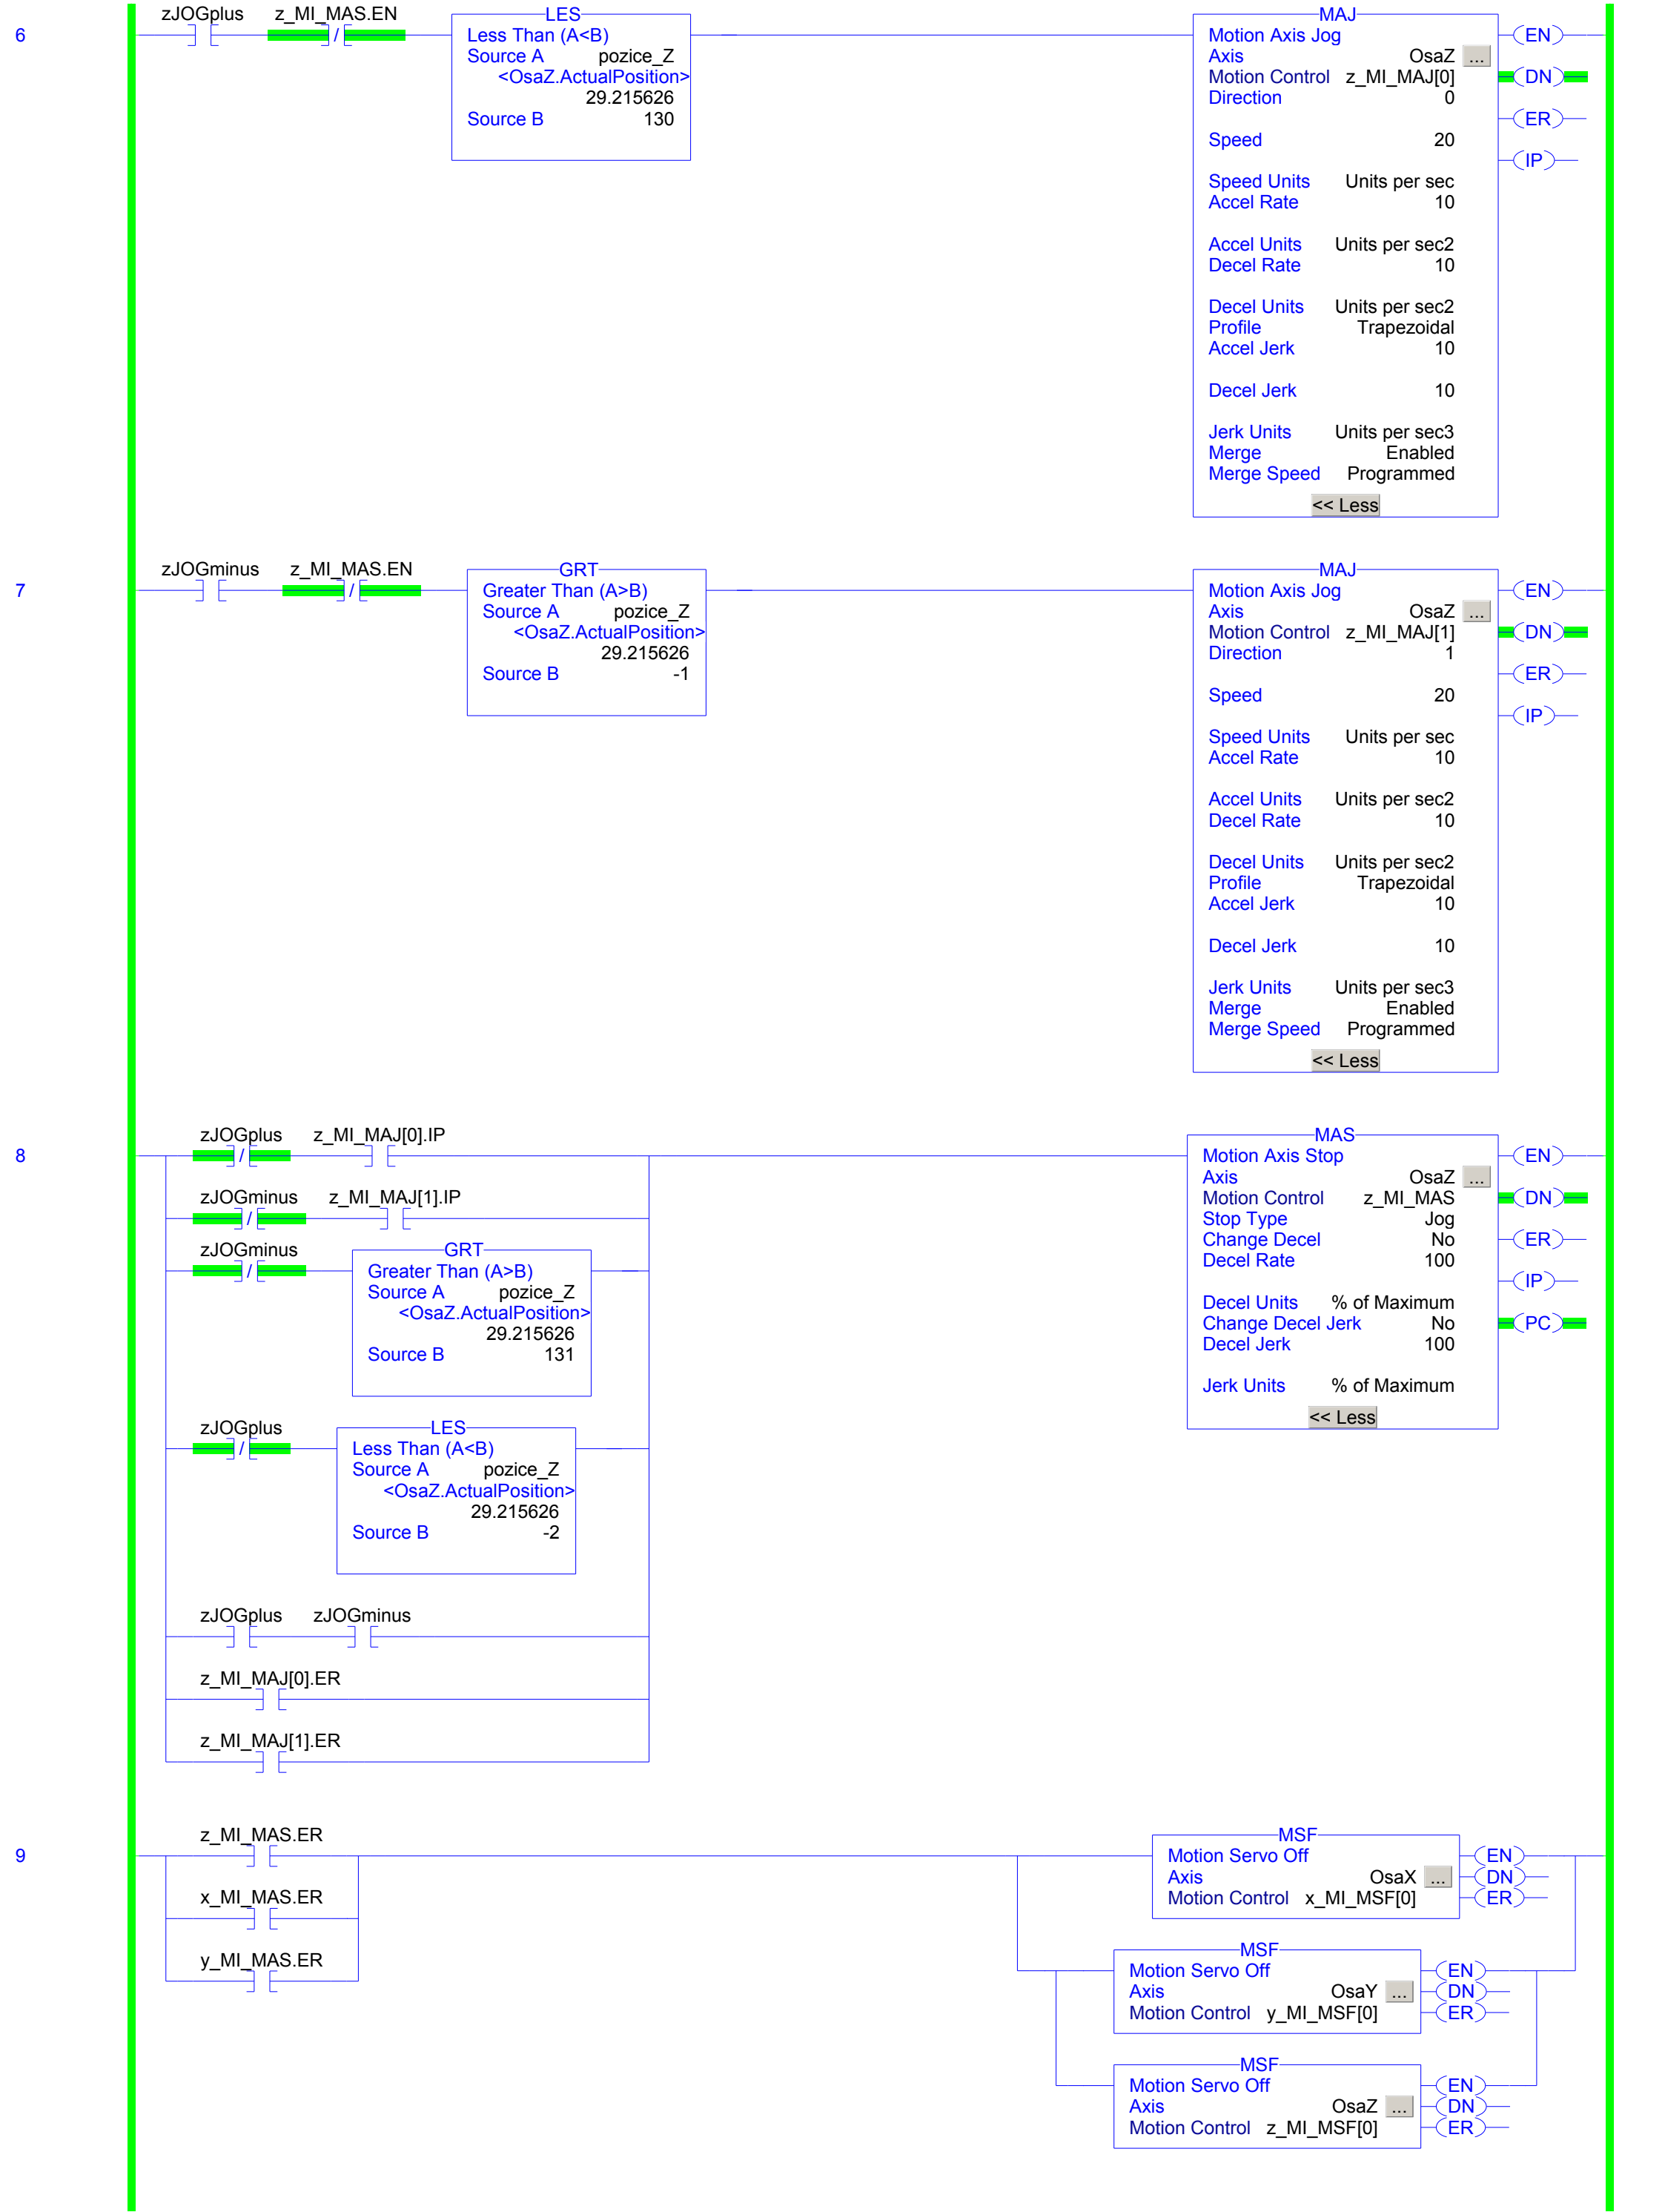 6
zJOGplus z_MI_MAS.EN
LES
Less Than (A<B)
Source A pozice_Z
<OsaZ.ActualPosition>
29.215626
Source B 130
MAJ
Motion Axis Jog
Axis OsaZ ...
Motion Control z_MI_MAJ[0]
Direction 0
Speed 20
Speed Units Units per sec
Accel Rate 10
Accel Units Units per sec2
Decel Rate 10
Decel Units Units per sec2
Profile Trapezoidal
Accel Jerk 10
Decel Jerk 10
Jerk Units Units per sec3
Merge Enabled
Merge Speed Programmed
<< Less
EN
DN
ER
IP
7
zJOGminus z_MI_MAS.EN
GRT
Greater Than (A>B)
Source A pozice_Z
<OsaZ.ActualPosition>
29.215626
Source B -1
MAJ
Motion Axis Jog
Axis OsaZ ...
Motion Control z_MI_MAJ[1]
Direction 1
Speed 20
Speed Units Units per sec
Accel Rate 10
Accel Units Units per sec2
Decel Rate 10
Decel Units Units per sec2
Profile Trapezoidal
Accel Jerk 10
Decel Jerk 10
Jerk Units Units per sec3
Merge Enabled
Merge Speed Programmed
<< Less
EN
DN
ER
IP
8
zJOGplus z_MI_MAJ[0].IP
zJOGminus z_MI_MAJ[1].IP
zJOGminus
GRT
Greater Than (A>B)
Source A pozice_Z
<OsaZ.ActualPosition>
29.215626
Source B 131
zJOGplus
LES
Less Than (A<B)
Source A pozice_Z
<OsaZ.ActualPosition>
29.215626
Source B -2
zJOGplus zJOGminus
z_MI_MAJ[0].ER
z_MI_MAJ[1].ER
MAS
Motion Axis Stop
Axis OsaZ ...
Motion Control z_MI_MAS
Stop Type Jog
Change Decel No
Decel Rate 100
Decel Units % of Maximum
Change Decel Jerk No
Decel Jerk 100
Jerk Units % of Maximum
<< Less
EN
DN
ER
IP
PC
9
z_MI_MAS.ER
x_MI_MAS.ER
y_MI_MAS.ER
MSF
Motion Servo Off
Axis OsaX ...
Motion Control x_MI_MSF[0]
EN
DN
ER
MSF
Motion Servo Off
Axis OsaY ...
Motion Control y_MI_MSF[0]
EN
DN
ER
MSF
Motion Servo Off
Axis OsaZ ...
Motion Control z_MI_MSF[0]
EN
DN
ER